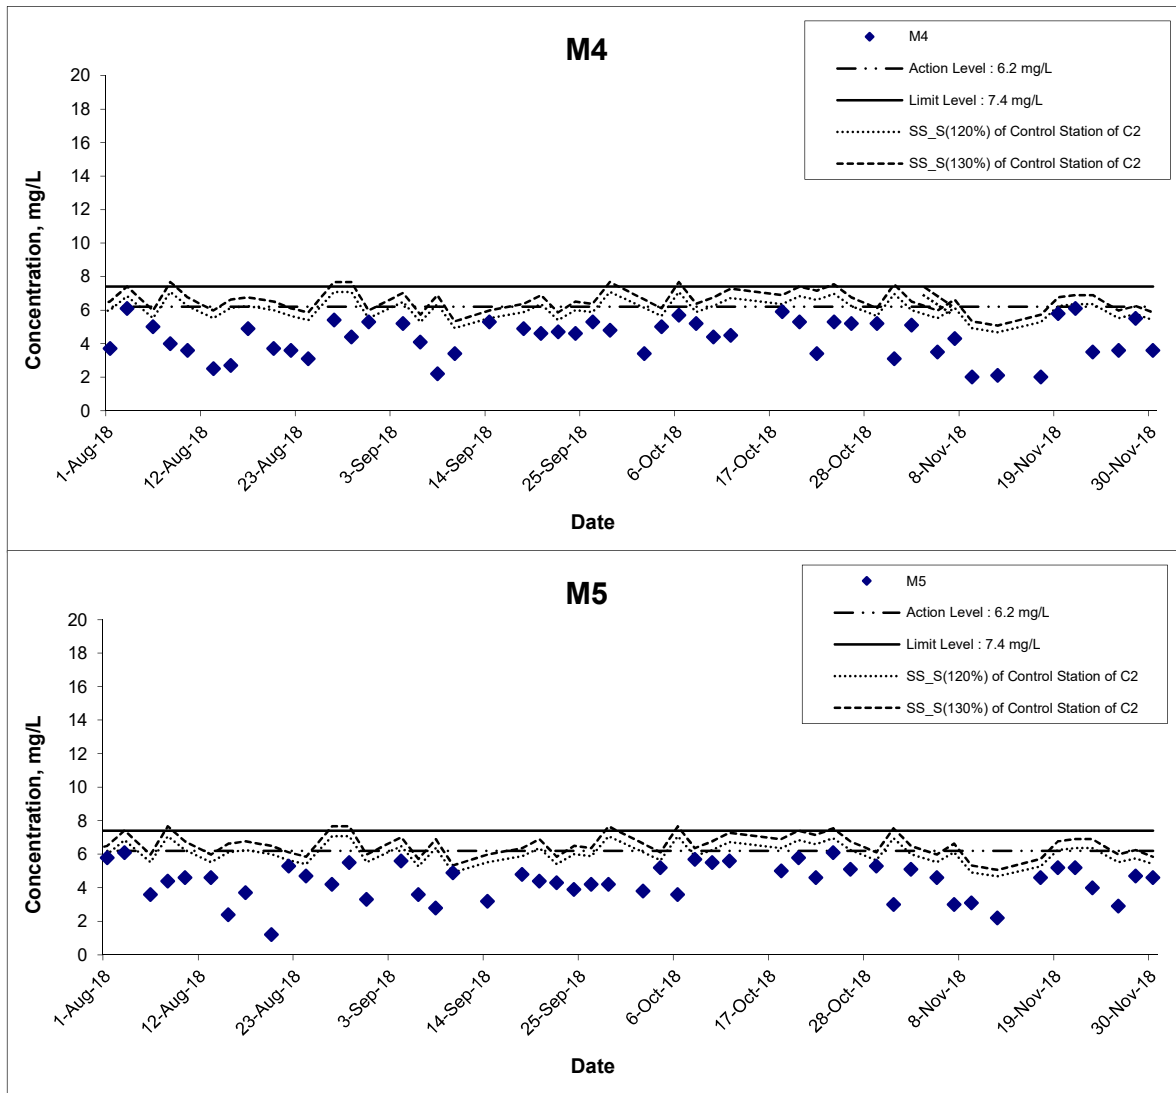 M4
M4
Action Level : 6.2 mg/L
Limit Level : 7.4 mg/L
SS_S(120%) of Control Station of C2
SS_S(130%) of Control Station of C2
Concentration, mg/L
20
18
16
14
12
10
8
6
4
2
0
1-Aug-18
12-Aug-18
23-Aug-18
3-Sep-18
14-Sep-18
25-Sep-18
6-Oct-18
17-Oct-18
28-Oct-18
8-Nov-18
19-Nov-18
30-Nov-18
Date
M5
M5
Action Level : 6.2 mg/L
Limit Level : 7.4 mg/L
SS_S(120%) of Control Station of C2
SS_S(130%) of Control Station of C2
Concentration, mg/L
20
18
16
14
12
10
8
6
4
2
0
1-Aug-18
12-Aug-18
23-Aug-18
3-Sep-18
14-Sep-18
25-Sep-18
6-Oct-18
17-Oct-18
28-Oct-18
8-Nov-18
19-Nov-18
30-Nov-18
Date